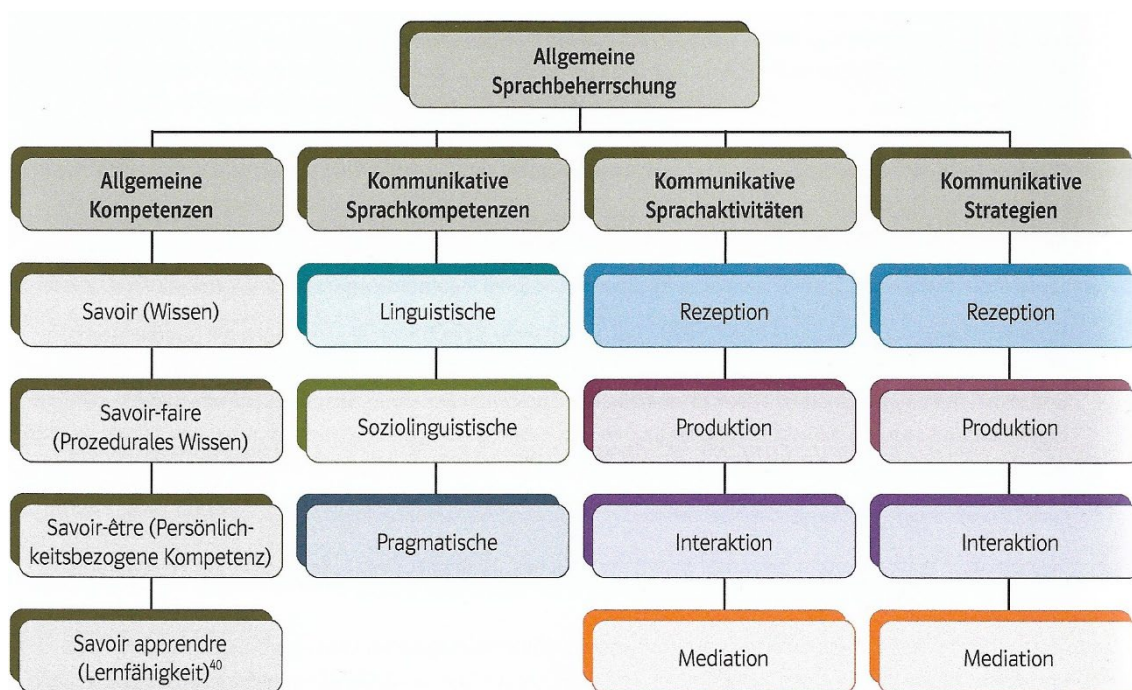 Allgemeine
Sprachbeherrschung
Allgemeine
Kompetenzen
Kommunikative
Sprachkompetenzen
Kommunikative
Sprachaktivitäten
Kommunikative
Strategien
Savoir (Wissen)
Linguistische
Rezeption
Rezeption
Savoir-faire
(Prozedurales Wissen)
Soziolinguistische
Produktion
Produktion
Savoir-être (Persönlich-
keitsbezogene Kompetenz)
Pragmatische
Interaktion
Interaktion
Savoir apprendre
(Lernfähigkeit)40
Mediation
Mediation